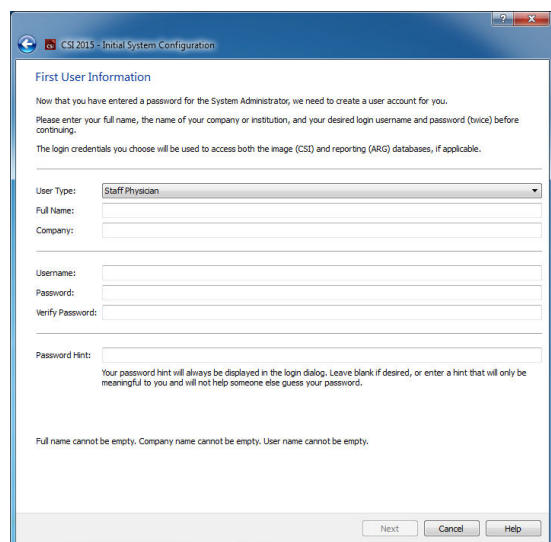 CSI 2015 - Initial System Configuration
First User Information
Now that you have entered a password for the System Administrator, we need to create a user account for you.
Please enter your full name, the name of your company or institution, and your desired login username and password (twice) before
continuing.
The login credentials you choose will be used to access both the image (CSI) and reporting (ARG) databases, if applicable.
User Type: Staff Physician
Full Name:
Company:
Username:
Password:
Verify Password:
Password Hint:
Your password hint will always be displayed in the login dialog. Leave blank if desired, or enter a hint that will only be
meaningful to you and will not help someone else guess your password.
Full name cannot be empty. Company name cannot be empty. User name cannot be empty.
Next Cancel Help